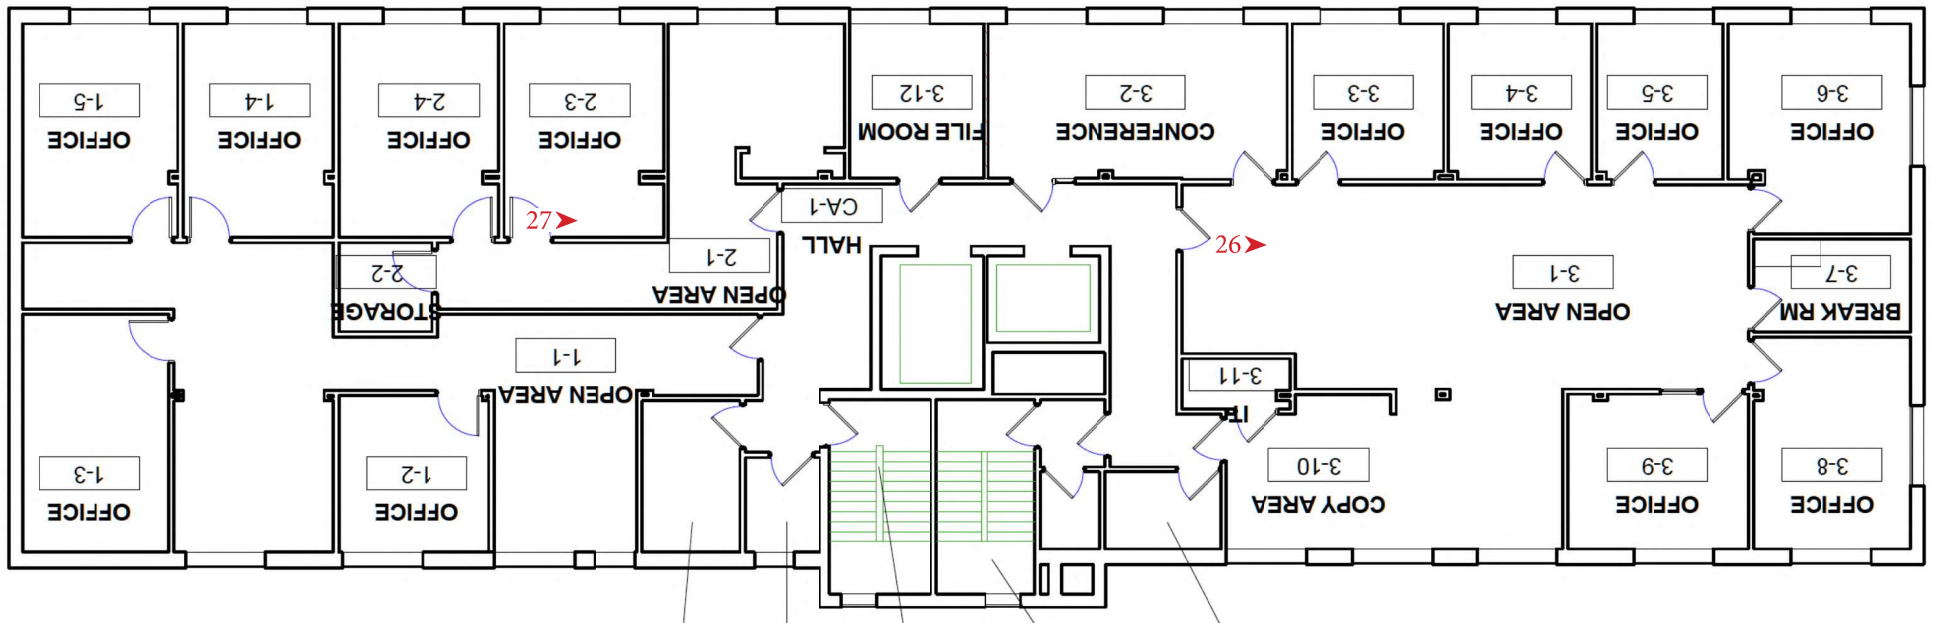 1-5
OFFICE
1-4
OFFICE
2-4
OFFICE
2-3
OFFICE
3-12
FILE ROOM
3-2
CONFERENCE
3-3
OFFICE
3-4
OFFICE
3-5
OFFICE
3-6
OFFICE
27
CA-1
HALL
26
2-2
STORAGE
2-1
OPEN AREA
3-1
OPEN AREA
3-7
BREAK RM
1-1
OPEN AREA
3-11
IT
1-3
OFFICE
1-2
OFFICE
3-10
COPY AREA
3-9
OFFICE
3-8
OFFICE